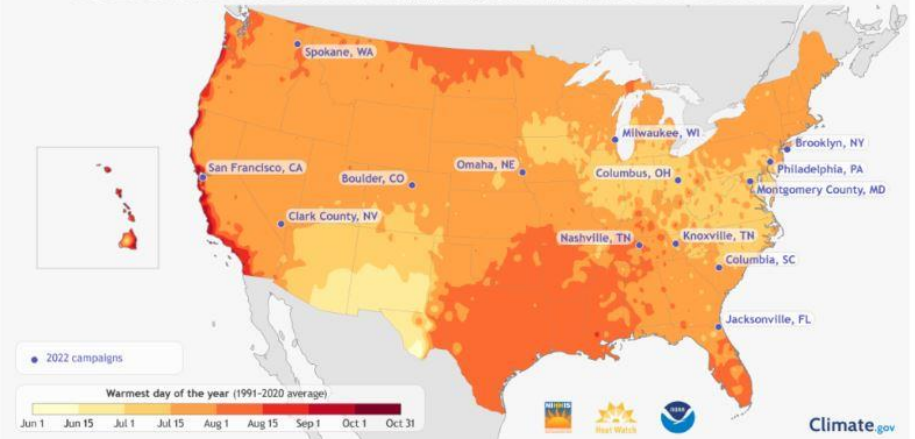 Spokane, WA
Milwaukee, WI
Brooklyn, NY
San Francisco, CA
Omaha, NE
Columbus, OH
Philadelphia, PA
Boulder, CO
Montgomery County, MD
Clark County, NV
Nashville, TN
Knoxville, TN
Columbia, SC
Jacksonville, FL
2022 campaigns
Warmest day of the year (1991-2020 average)
Jun 1 Jun 15 Jul 1 Jul 15 Aug 1 Aug 15 Sep 1 Oct 1 Oct 31
NIHHIS
Heat Watch
NOAA
Climate.gov